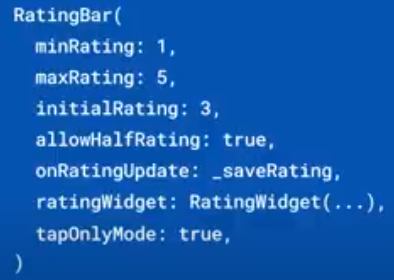 RatingBar(
  minRating: 1,
  maxRating: 5,
  initialRating: 3,
  allowHalfRating: true,
  onRatingUpdate: _saveRating,
  ratingWidget: RatingWidget(...),
  tapOnlyMode: true,
)